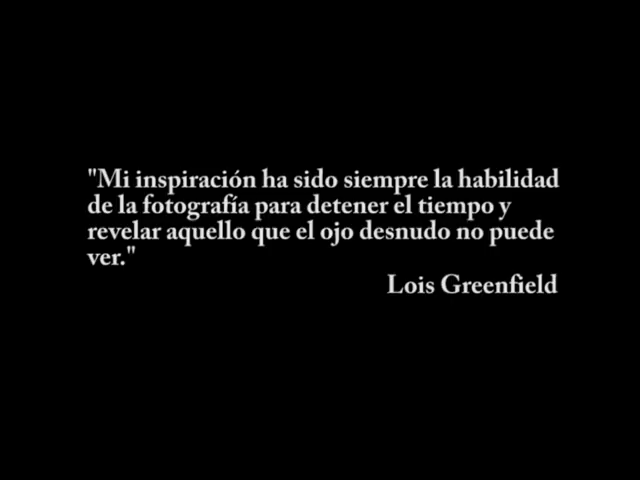 "Mi inspiración ha sido siempre la habilidad
de la fotografía para detener el tiempo y
revelar aquello que el ojo desnudo no puede
ver."
Lois Greenfield